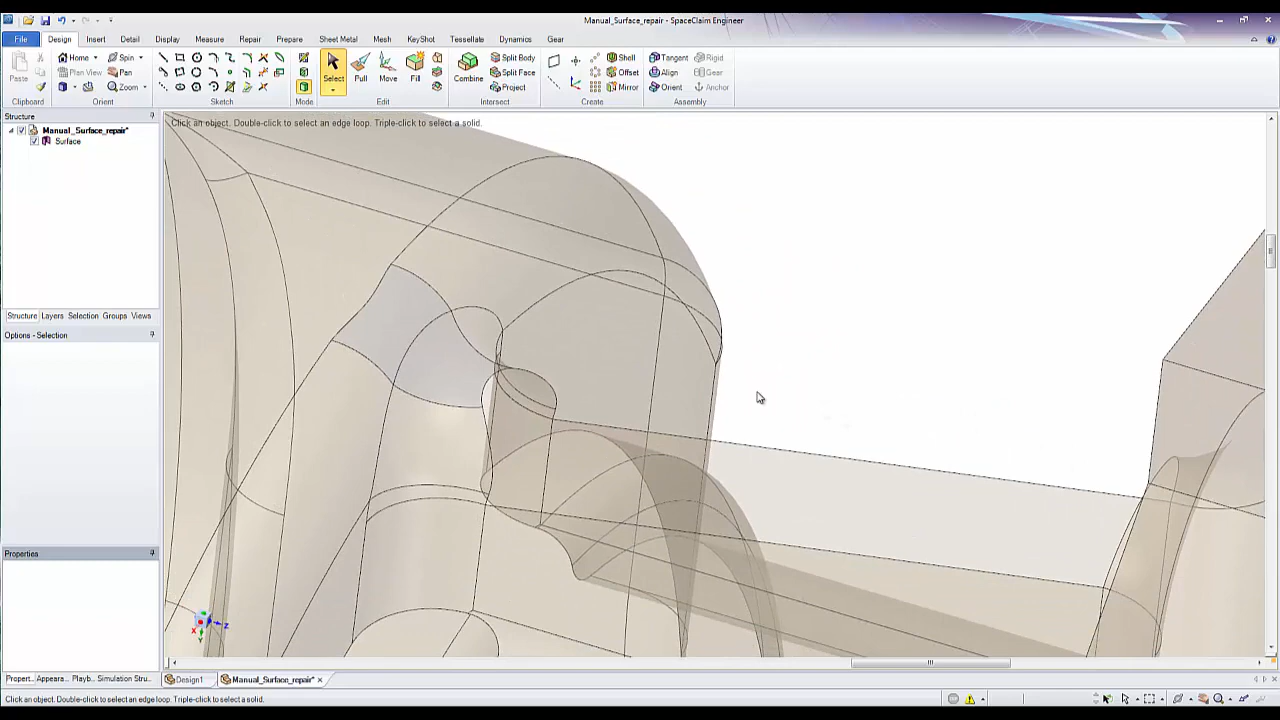 Manual_Surface_repair* - SpaceClaim Engineer
File Design Insert Detail Display Measure Repair Prepare Sheet Metal Mesh KeyShot Tessellate Dynamics Gear
Home Spin Shell Tangent Rigid
Split Body
Plan View Pan Split Face Offset Align Gear
Paste Select Pull Move Fill Combine
Zoom Project Mirror Orient Anchor
Clipboard Orient Sketch Mode Edit Intersect Create Assembly
Structure
Click an object. Double-click to select an edge loop. Triple-click to select a solid.
Manual_Surface_repair*
Surface
Structure Layers Selection Groups Views
Options - Selection
Properties
X
Y
Z
Propert... Appeara... Playb... Simulation Stru...
Design1 Manual_Surface_repair*
Click an object. Double-click to select an edge loop. Triple-click to select a solid.